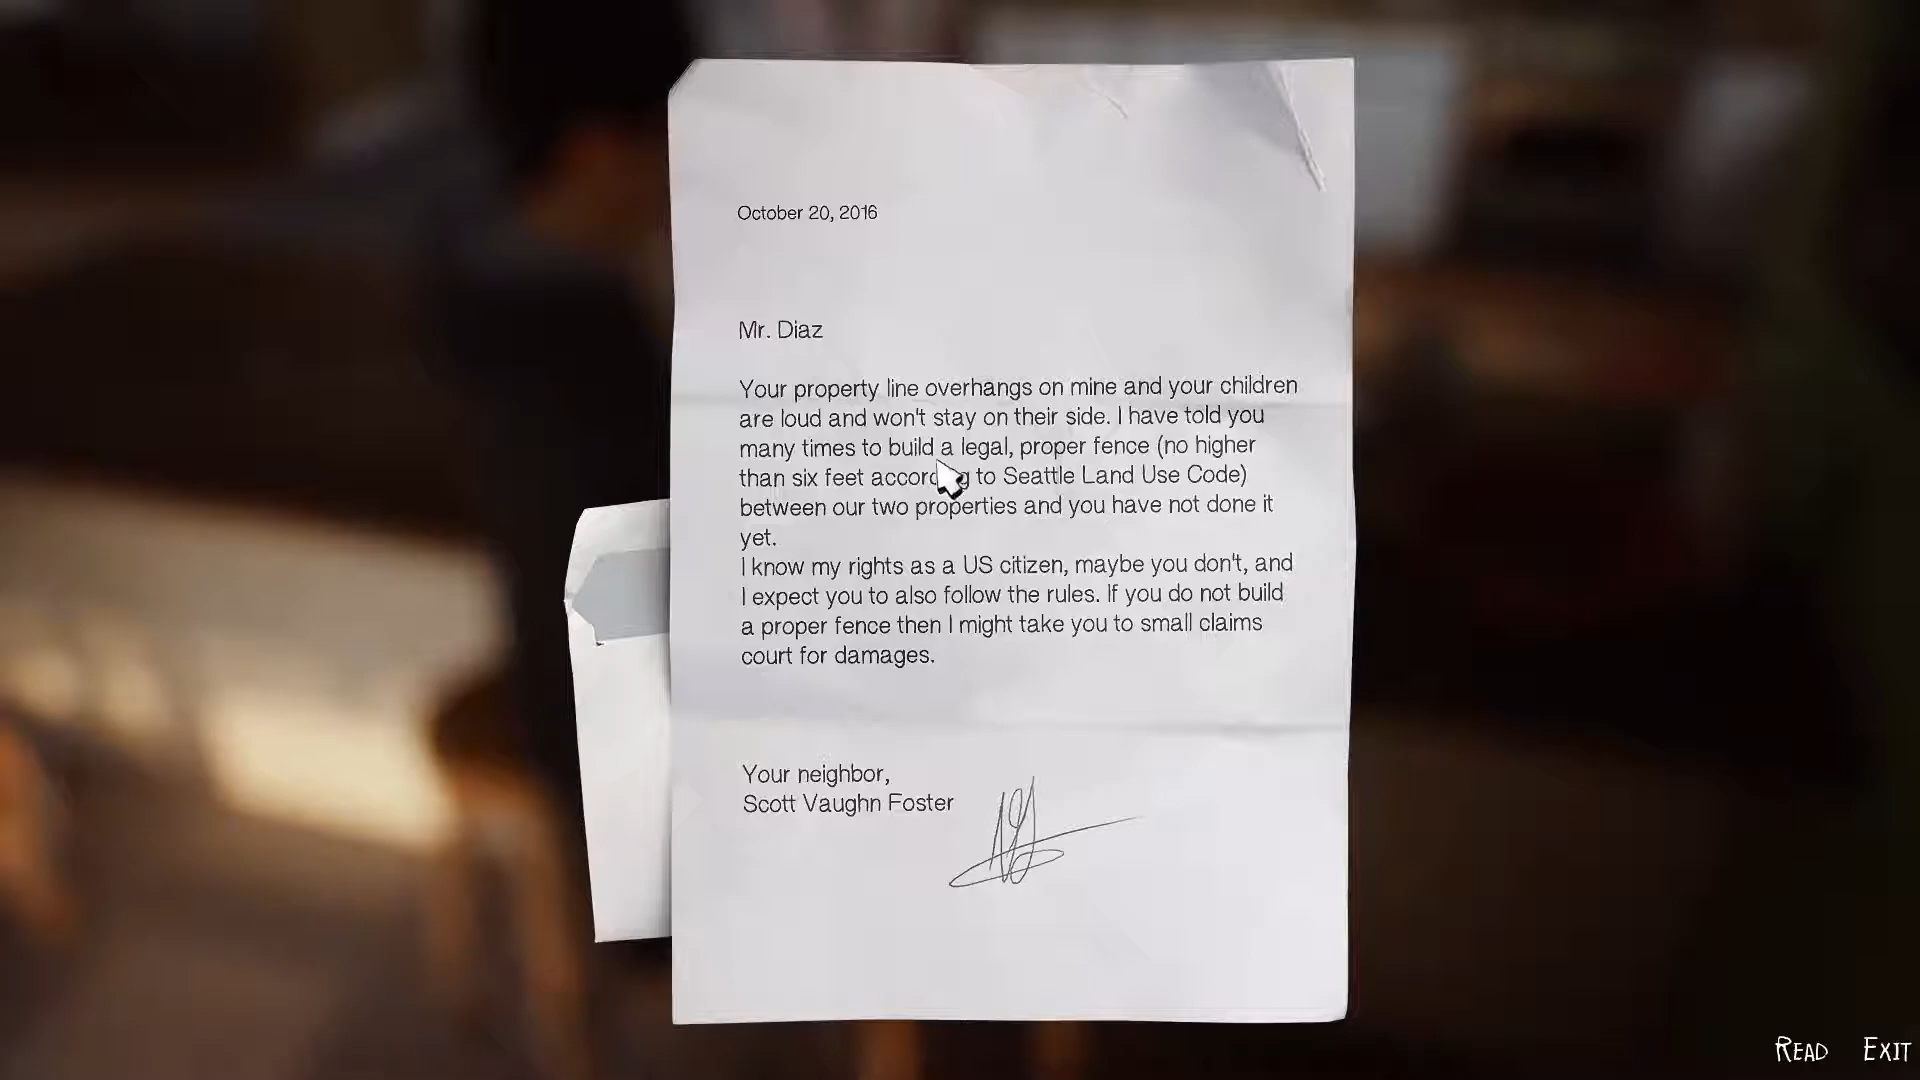 October 20, 2016
Mr. Diaz
Your property line overhangs on mine and your children
are loud and won't stay on their side. I have told you
many times to build a legal, proper fence (no higher
than six feet according to Seattle Land Use Code)
between our two properties and you have not done it
yet.
I know my rights as a US citizen, maybe you don't, and
I expect you to also follow the rules. If you do not build
a proper fence then I might take you to small claims
court for damages.
Your neighbor,
Scott Vaughn Foster
READ EXIT